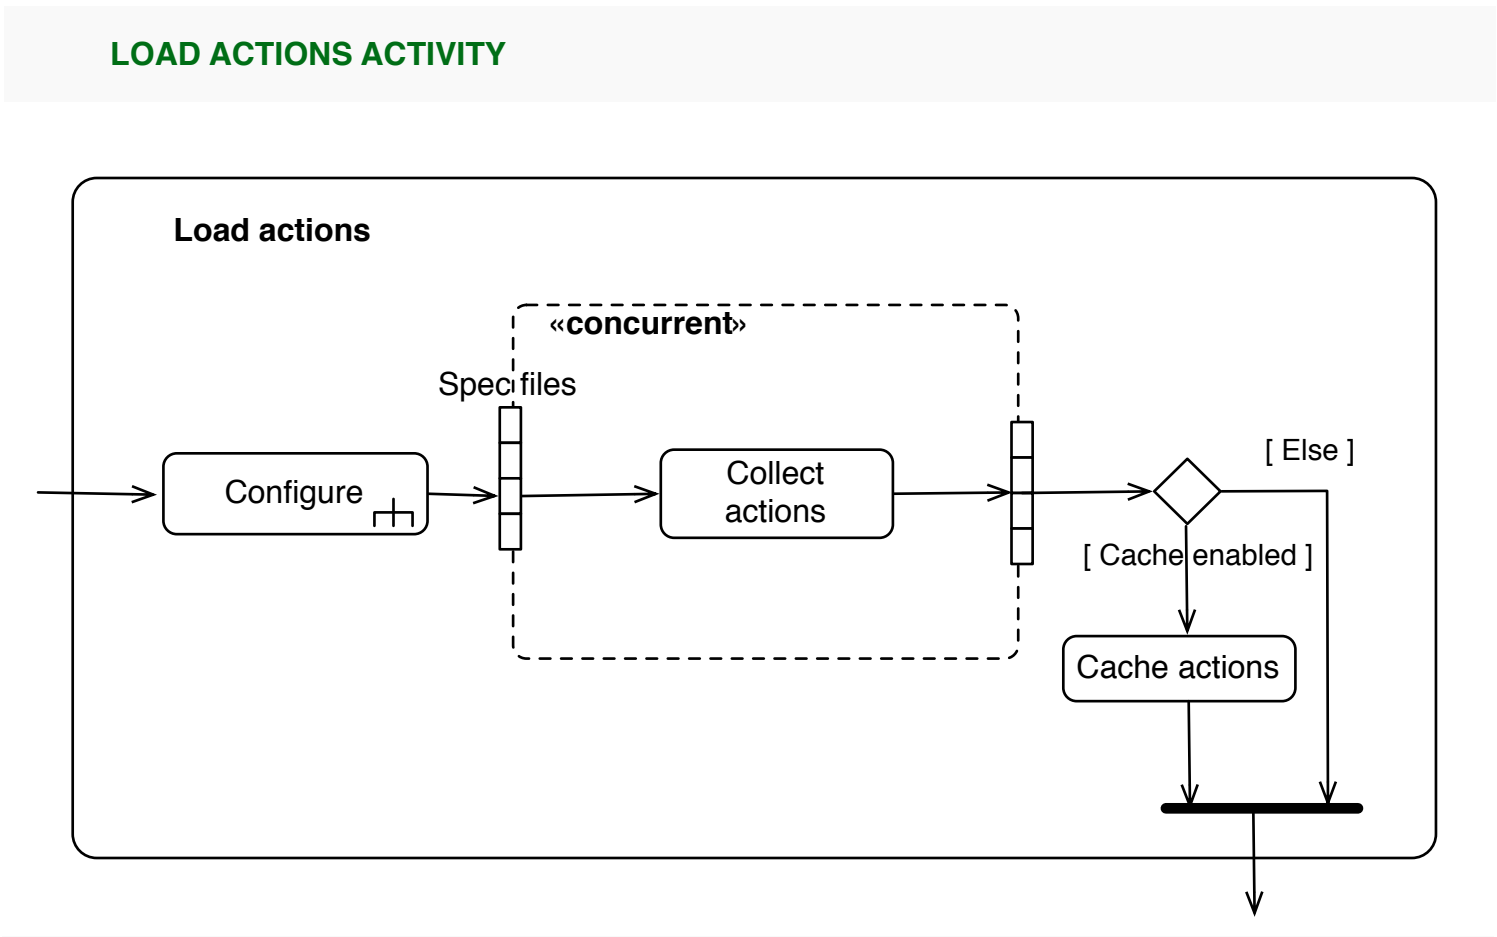 LOAD ACTIONS ACTIVITY
Load actions
«concurrent»
Spec files
Configure
Collect
actions
[ Else ]
[ Cache enabled ]
Cache actions